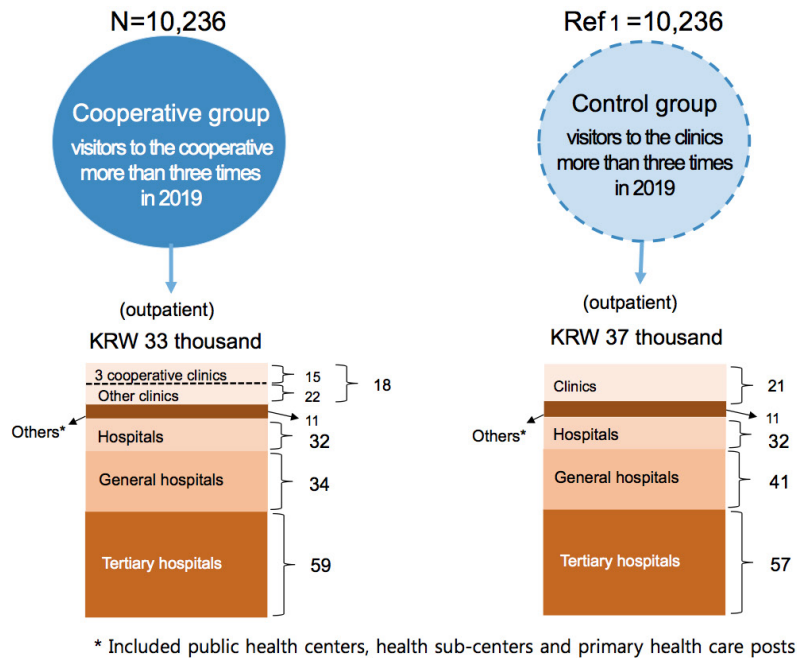 N=10,236
Cooperative group
visitors to the cooperative
more than three times
in 2019
(outpatient)
KRW 33 thousand
3 cooperative clinics
15
18
Other clinics
22
11
Others*
Hospitals
32
General hospitals
34
Tertiary hospitals
59
Ref 1 =10,236
Control group
visitors to the clinics
more than three times
in 2019
(outpatient)
KRW 37 thousand
Clinics
21
11
Others*
Hospitals
32
General hospitals
41
Tertiary hospitals
57
* Included public health centers, health sub-centers and primary health care posts